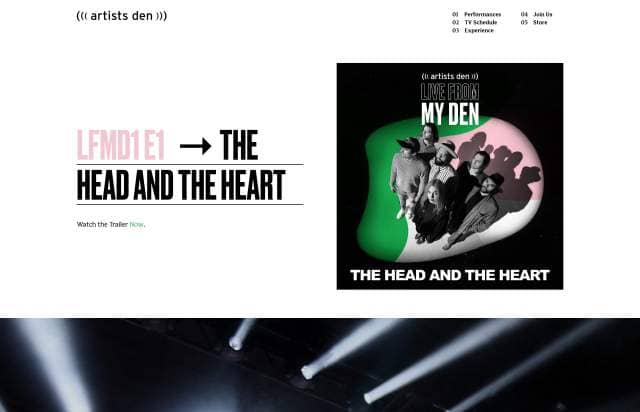 ((( artists den )))
01 Performances
02 TV Schedule
03 Experience
04 Join Us
05 Store
LFMD1 E1 → THE
HEAD AND THE HEART
Watch the Trailer Now.
((( artists den )))
LIVE FROM
MY DEN
THE HEAD AND THE HEART